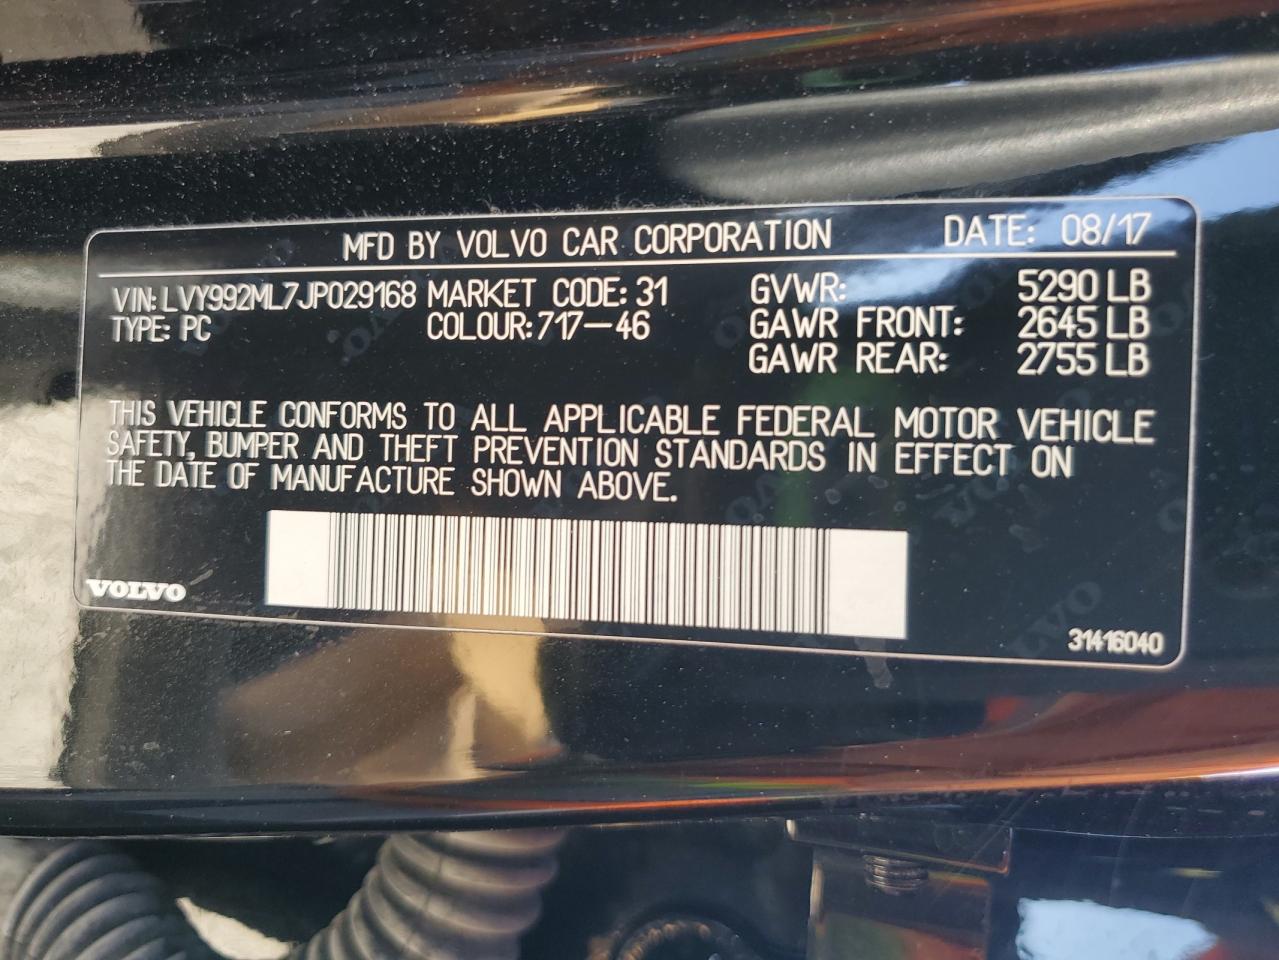 MFD BY VOLVO CAR CORPORATION DATE: 08/17
VIN: LVY992ML7JP029168 MARKET CODE: 31 GVWR: 5290 LB
TYPE: PC COLOUR: 717-46 GAWR FRONT: 2645 LB
GAWR REAR: 2755 LB
THIS VEHICLE CONFORMS TO ALL APPLICABLE FEDERAL MOTOR VEHICLE
SAFETY, BUMPER AND THEFT PREVENTION STANDARDS IN EFFECT ON
THE DATE OF MANUFACTURE SHOWN ABOVE.
VOLVO
31416040